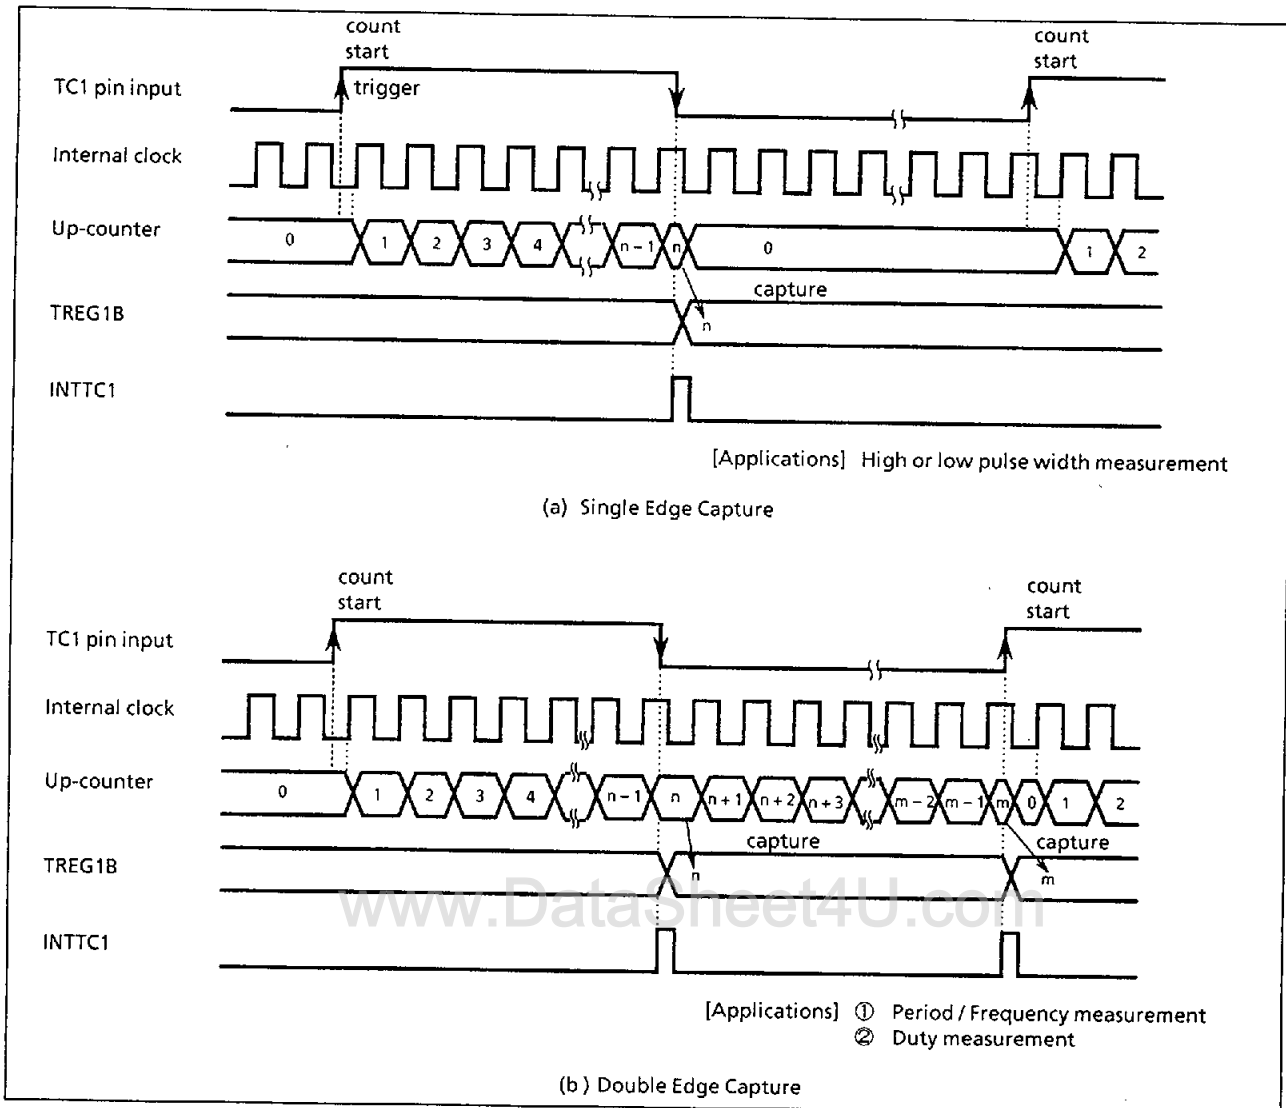 count
start
count
start
TC1 pin input
trigger
Internal clock
Up-counter
0 1 2 3 4 n-1 n 0 1 2
capture
TREG1B
n
INTTC1
[Applications] High or low pulse width measurement
(a) Single Edge Capture
count
start
count
start
TC1 pin input
Internal clock
Up-counter
0 1 2 3 4 n-1 n n+1 n+2 n+3 m-2 m-1 m 0 1 2
capture
capture
TREG1B
n
m
www.DataSheet4U.com
INTTC1
[Applications] ① Period / Frequency measurement
② Duty measurement
(b) Double Edge Capture